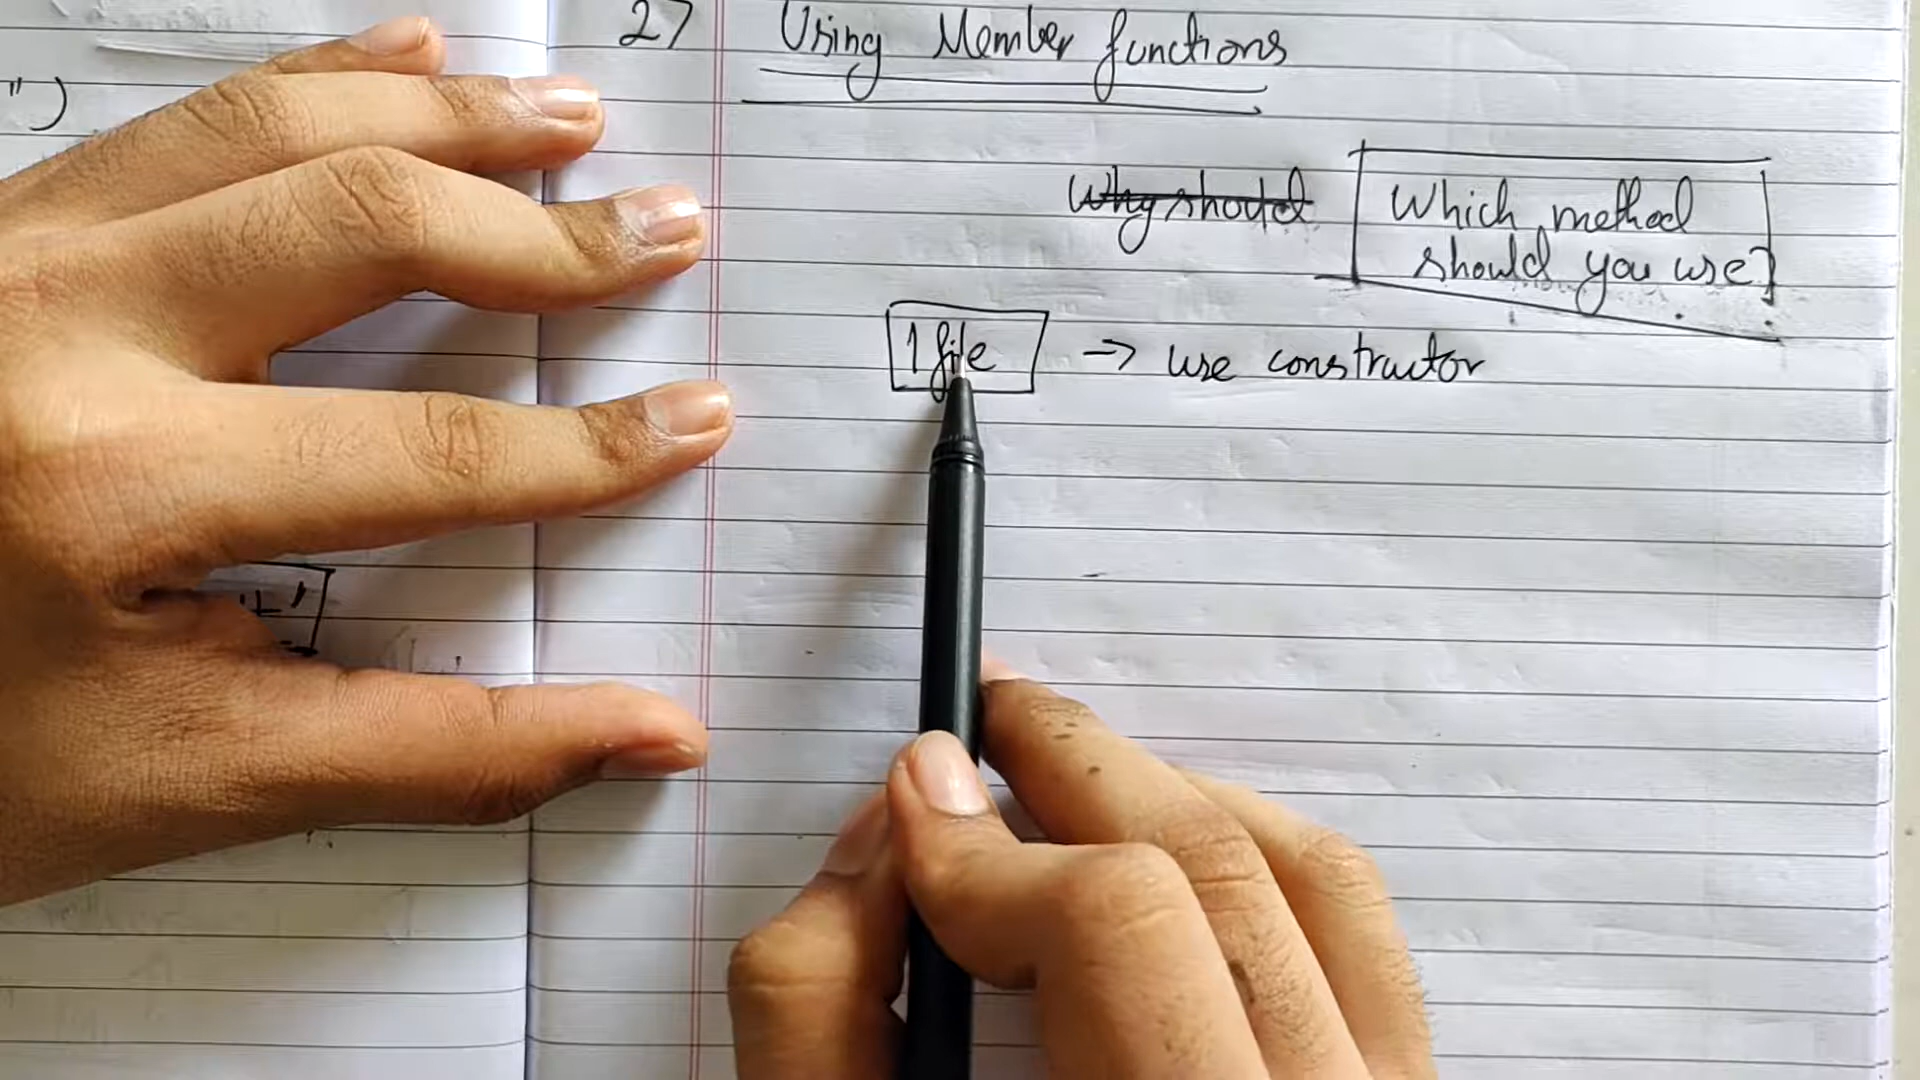 ")
27 Using Member functions
Why should
Which method
should you use?
1 file -> use constructor
t'